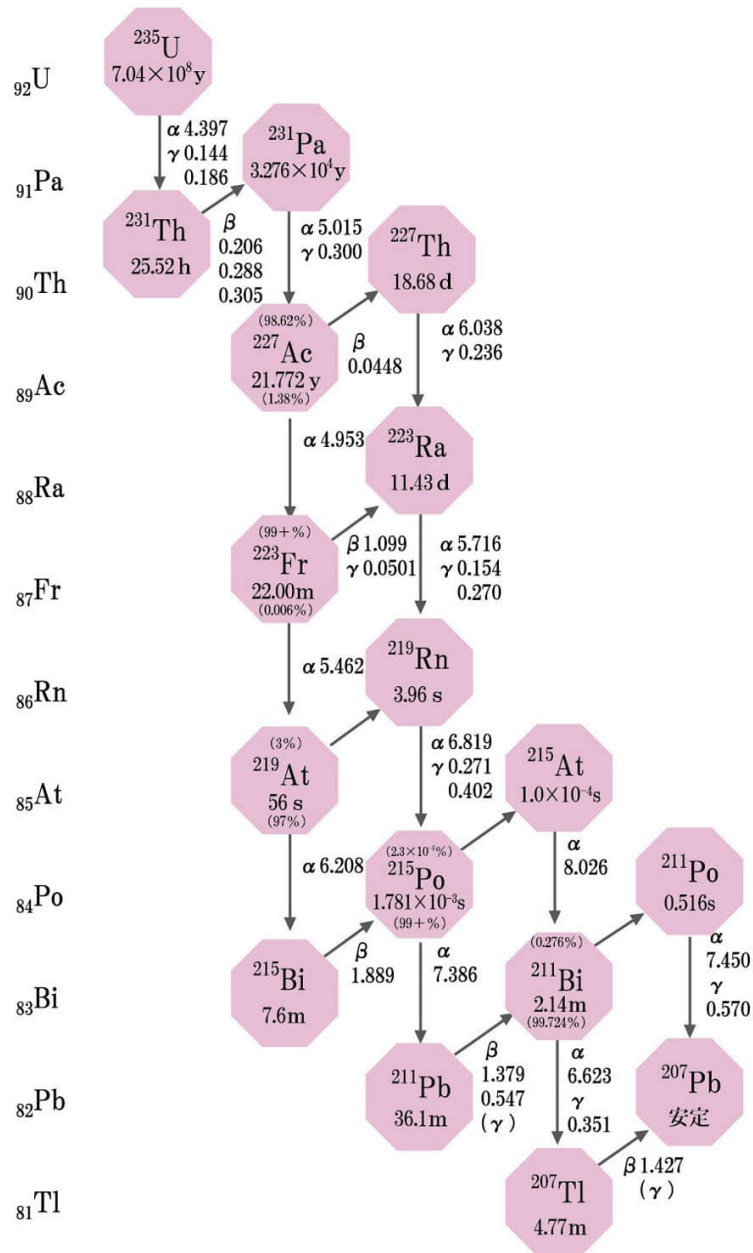 ²³⁵U
7.04×10⁸y
₉₂U
α 4.397
γ 0.144
0.186
²³¹Pa
3.276×10⁴y
₉₁Pa
²³¹Th
25.52 h
β
0.206
0.288
0.305
α 5.015
γ 0.300
²²⁷Th
18.68 d
₉₀Th
(98.62%)
²²⁷Ac
21.772 y
(1.38%)
β
0.0448
α 6.038
γ 0.236
₈₉Ac
α 4.953
²²³Ra
11.43 d
₈₈Ra
(99+%)
²²³Fr
22.00m
(0.006%)
β 1.099
γ 0.0501
α 5.716
γ 0.154
0.270
₈₇Fr
α 5.462
²¹⁹Rn
3.96 s
₈₆Rn
(3%)
²¹⁹At
56 s
(97%)
α 6.819
γ 0.271
0.402
²¹⁵At
1.0×10⁻⁴s
₈₅At
α 6.208
(2.3×10⁻⁴%)
²¹⁵Po
1.781×10⁻³s
(99+%)
α
8.026
²¹¹Po
0.516s
₈₄Po
²¹⁵Bi
7.6m
β
1.889
α
7.386
(0.276%)
²¹¹Bi
2.14m
(99.724%)
α
7.450
γ
0.570
₈₃Bi
²¹¹Pb
36.1m
β
1.379
0.547
(γ)
α
6.623
γ
0.351
²⁰⁷Pb
安定
₈₂Pb
²⁰⁷Tl
4.77m
β 1.427
(γ)
₈₁Tl